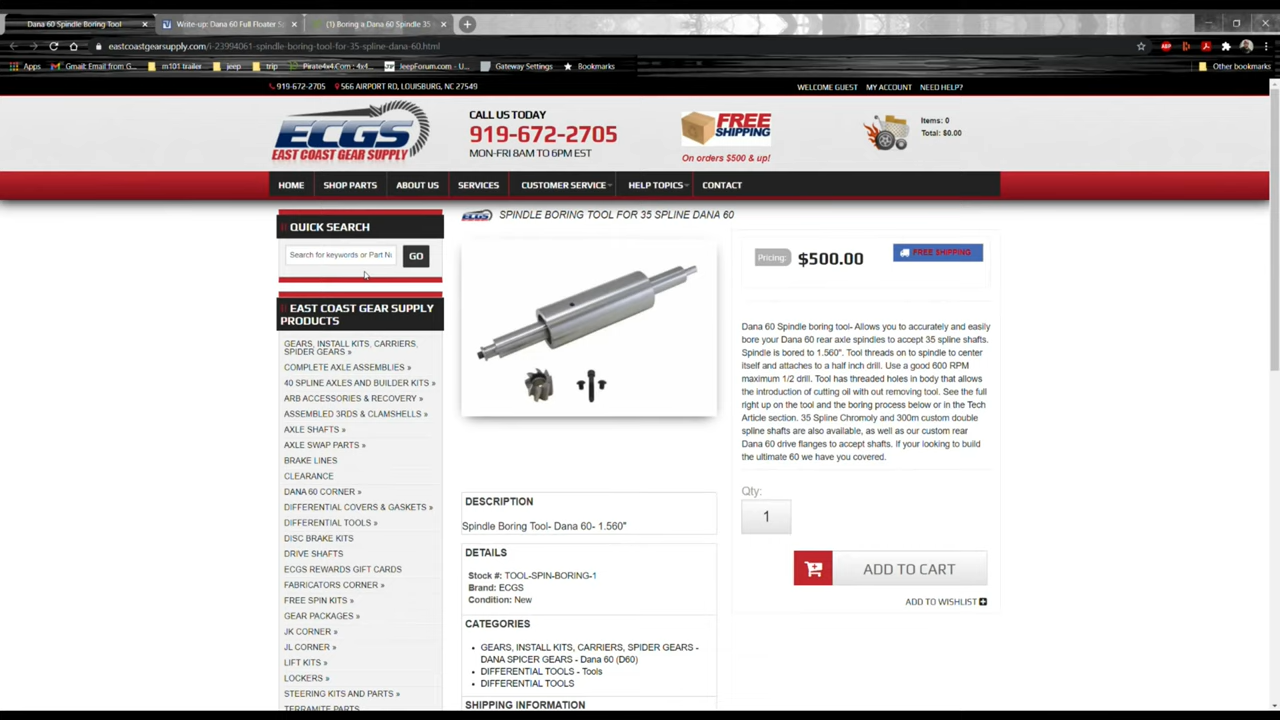 Dana 60 Spindle Boring Tool
Write-up: Dana 60 Full Floater Sp
(1) Boring a Dana 60 Spindle 35
eastcoastgearsupply.com/i-23994061-spindle-boring-tool-for-35-spline-dana-60.html
Apps
Gmail: Email from G...
m101 trailer
jeep
trip
Pirate4x4.Com : 4x4...
JeepForum.com - U...
Gateway Settings
Bookmarks
Other bookmarks
919-672-2705 566 AIRPORT RD, LOUISBURG, NC 27549
WELCOME GUEST MY ACCOUNT NEED HELP?
ECGS
EAST COAST GEAR SUPPLY
CALL US TODAY
919-672-2705
MON-FRI 8AM TO 6PM EST
FREE
SHIPPING
On orders $500 & up!
Items: 0
Total: $0.00
HOME SHOP PARTS ABOUT US SERVICES CUSTOMER SERVICE HELP TOPICS CONTACT
QUICK SEARCH
Search for keywords or Part Nu
GO
EAST COAST GEAR SUPPLY
PRODUCTS
GEARS, INSTALL KITS, CARRIERS,
SPIDER GEARS »
COMPLETE AXLE ASSEMBLIES »
40 SPLINE AXLES AND BUILDER KITS »
ARB ACCESSORIES & RECOVERY »
ASSEMBLED 3RDS & CLAMSHELLS »
AXLE SHAFTS »
AXLE SWAP PARTS »
BRAKE LINES
CLEARANCE
DANA 60 CORNER »
DIFFERENTIAL COVERS & GASKETS »
DIFFERENTIAL TOOLS »
DISC BRAKE KITS
DRIVE SHAFTS
ECGS REWARDS GIFT CARDS
FABRICATORS CORNER »
FREE SPIN KITS »
GEAR PACKAGES »
JK CORNER »
JL CORNER »
LIFT KITS »
LOCKERS »
STEERING KITS AND PARTS »
TERRAMITE PARTS
ECGS SPINDLE BORING TOOL FOR 35 SPLINE DANA 60
Pricing: $500.00
FREE SHIPPING
Dana 60 Spindle boring tool- Allows you to accurately and easily
bore your Dana 60 rear axle spindles to accept 35 spline shafts.
Spindle is bored to 1.560". Tool threads on to spindle to center
itself and attaches to a half inch drill. Use a good 600 RPM
maximum 1/2 drill. Tool has threaded holes in body that allows
the introduction of cutting oil with out removing tool. See the full
right up on the tool and the boring process below or in the Tech
Article section. 35 Spline Chromoly and 300m custom double
spline shafts are also available, as well as our custom rear
Dana 60 drive flanges to accept shafts. If your looking to build
the ultimate 60 we have you covered.
Qty:
1
ADD TO CART
ADD TO WISHLIST
DESCRIPTION
Spindle Boring Tool- Dana 60- 1.560"
DETAILS
Stock #: TOOL-SPIN-BORING-1
Brand: ECGS
Condition: New
CATEGORIES
GEARS, INSTALL KITS, CARRIERS, SPIDER GEARS -
DANA SPICER GEARS - Dana 60 (D60)
DIFFERENTIAL TOOLS - Tools
DIFFERENTIAL TOOLS
SHIPPING INFORMATION